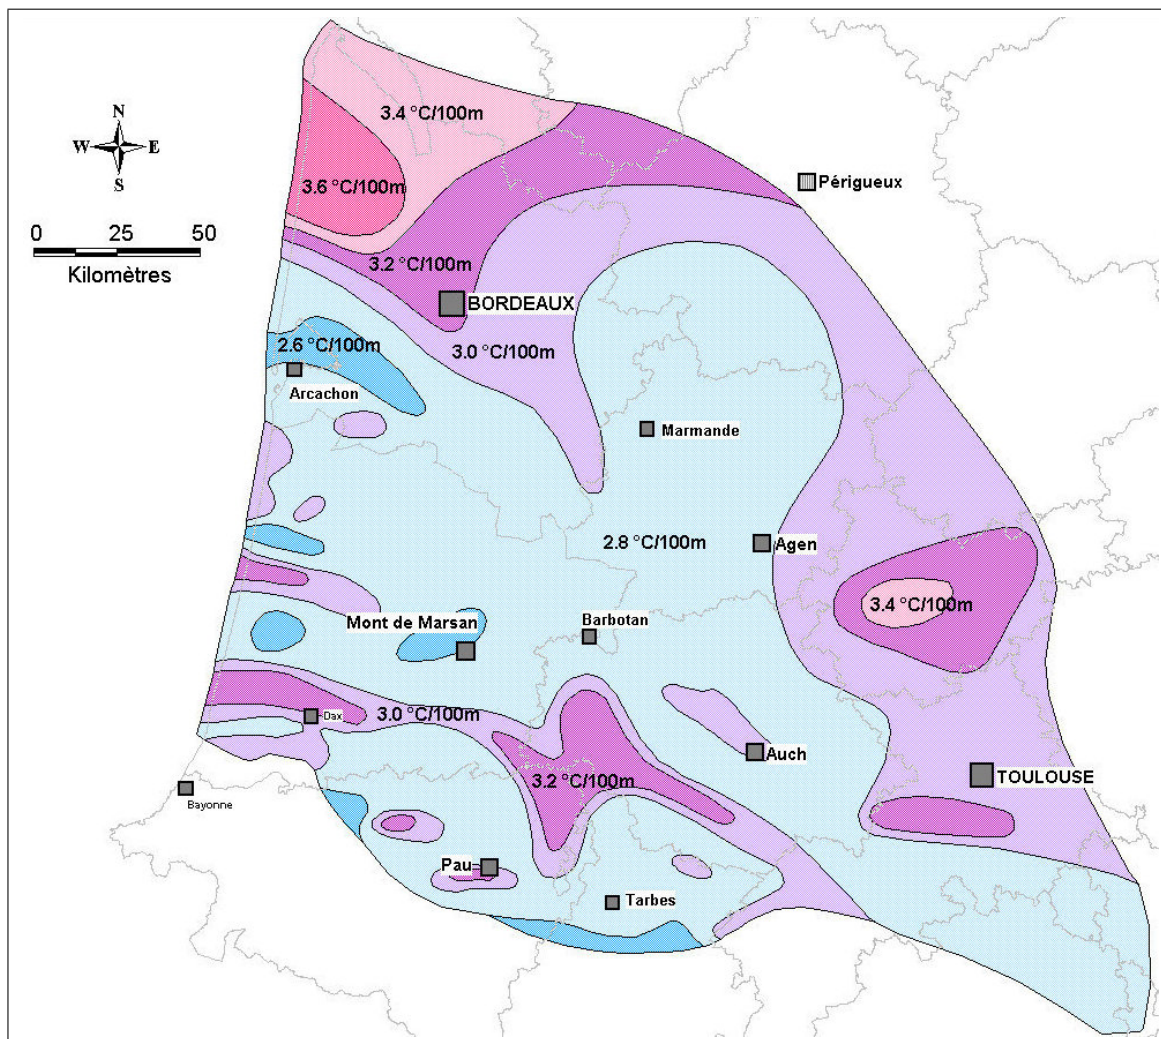 3.4 °C/100m
N
W E
S
3.6 °C/100m
Périgueux
0 25 50
Kilomètres
3.2 °C/100m
BORDEAUX
2.6 °C/100m
3.0 °C/100m
Arcachon
Marmande
2.8 °C/100m
Agen
3.4 °C/100m
Mont de Marsan
Barbotan
Dax
3.0 °C/100m
Auch
3.2 °C/100m
TOULOUSE
Bayonne
Pau
Tarbes